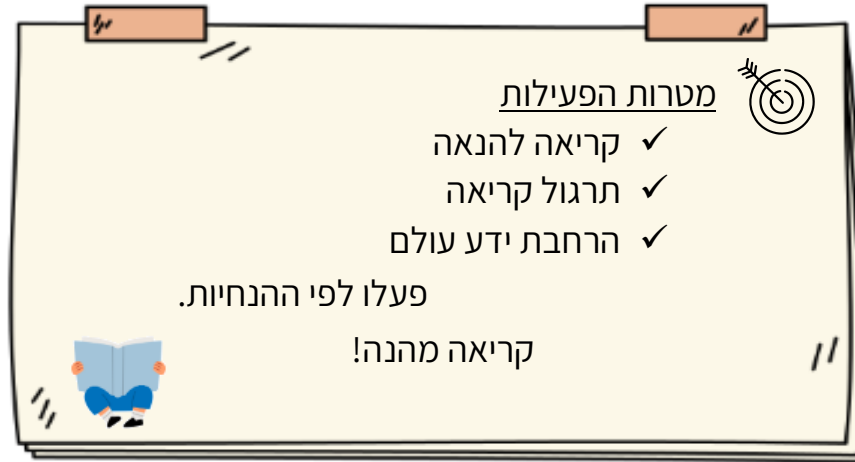 מטרות הפעילות
✓ קריאה להנאה
✓ תרגול קריאה
✓ הרחבת ידע עולם
פעלו לפי ההנחיות.
קריאה מהנה!